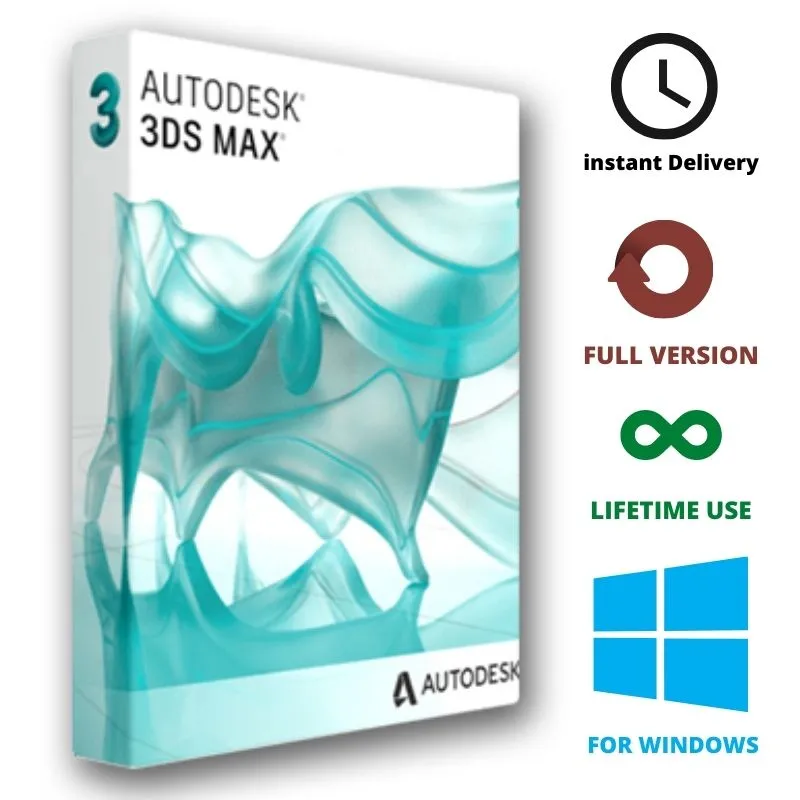 3
AUTODESK®
3DS MAX®
AUTODESK
instant Delivery
FULL VERSION
LIFETIME USE
FOR WINDOWS